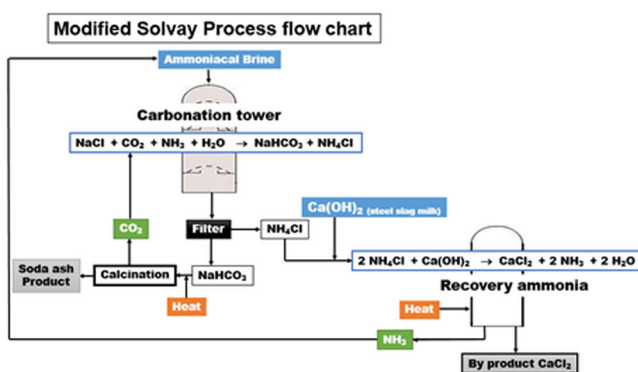 Modified Solvay Process flow chart
Ammoniacal Brine
Carbonation tower
NaCl + CO₂ + NH₃ + H₂O → NaHCO₃ + NH₄Cl
Ca(OH)₂ (steel slag milk)
CO₂
Filter
NH₄Cl
2 NH₄Cl + Ca(OH)₂ → CaCl₂ + 2 NH₃ + 2 H₂O
Soda ash
Product
Calcination
NaHCO₃
Recovery ammonia
Heat
Heat
NH₃
By product CaCl₂